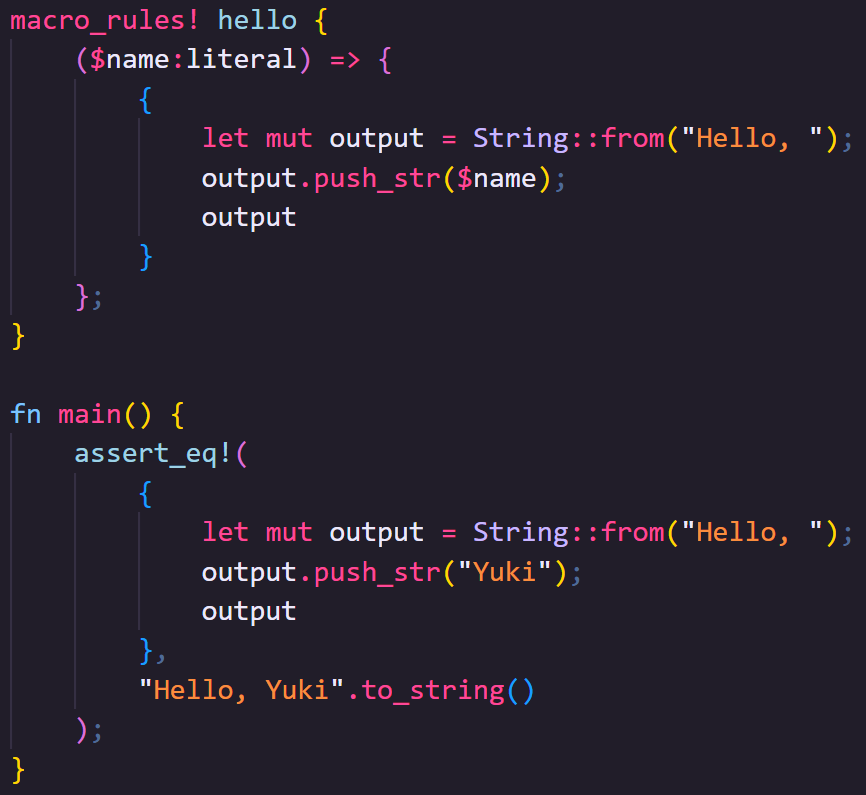 macro_rules! hello {
    ($name:literal) => {
        {
            let mut output = String::from("Hello, ");
            output.push_str($name);
            output
        }
    };
}

fn main() {
    assert_eq!(
        {
            let mut output = String::from("Hello, ");
            output.push_str("Yuki");
            output
        },
        "Hello, Yuki".to_string()
    );
}